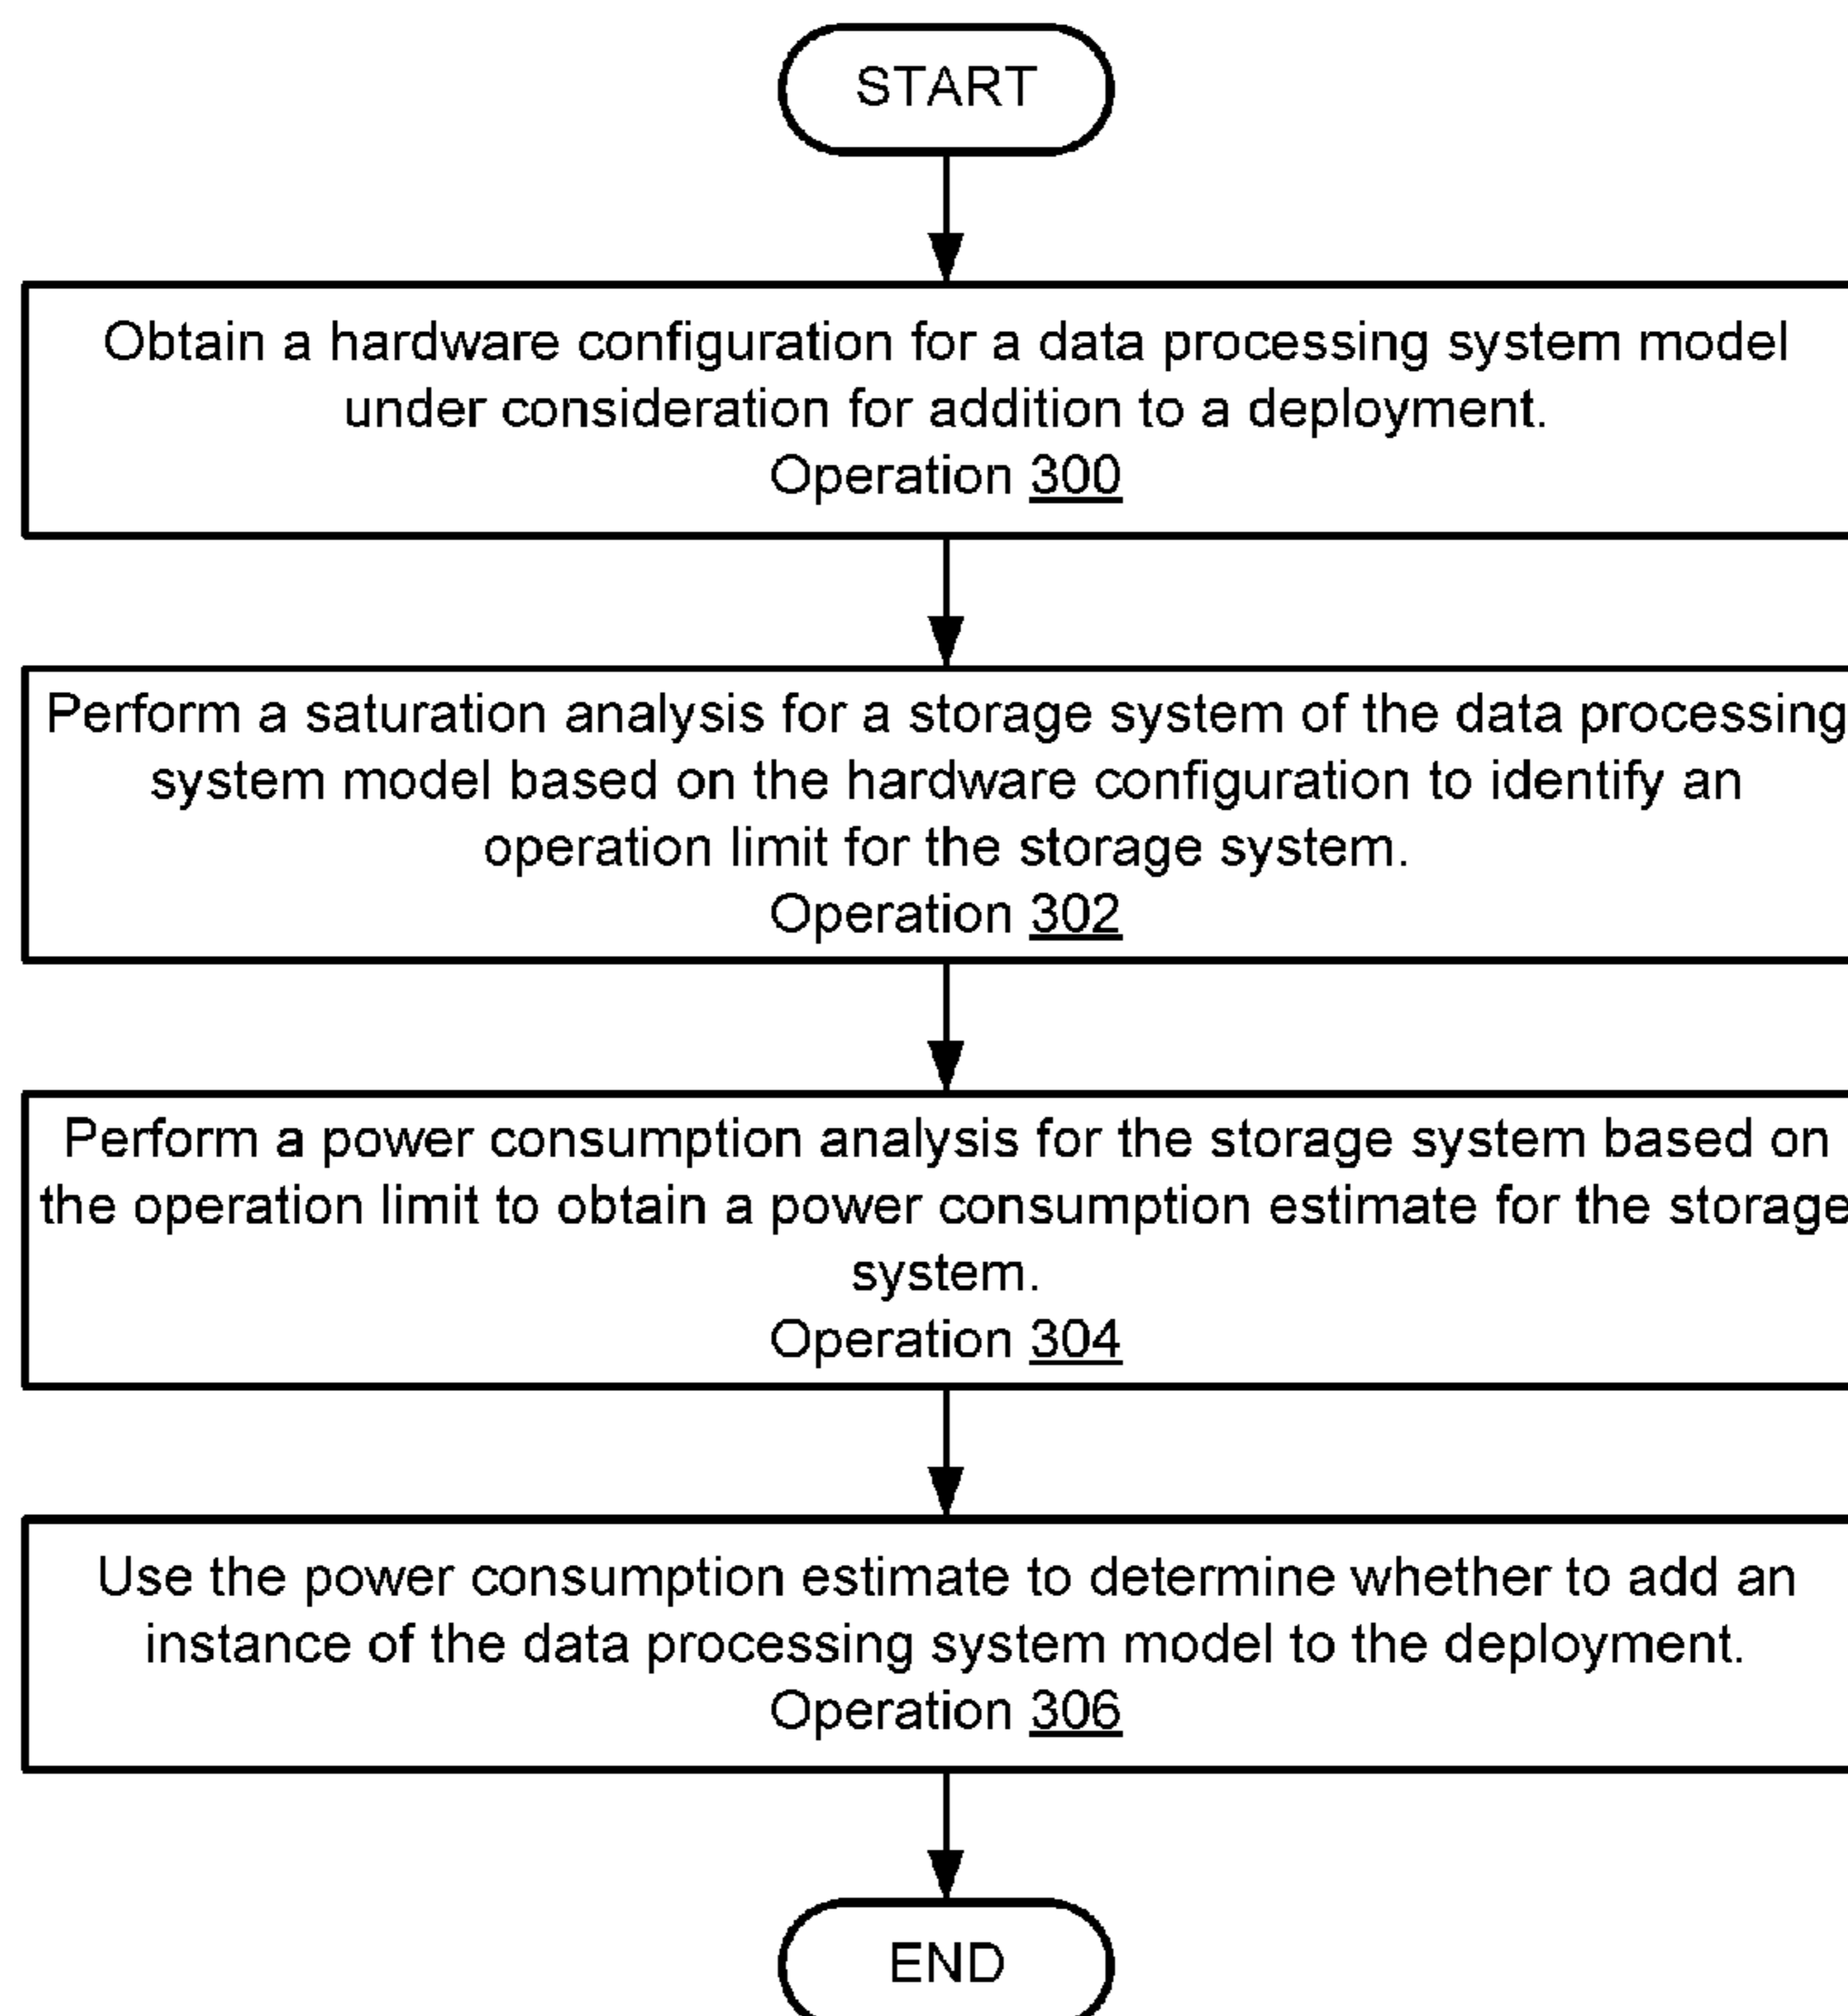 START
Obtain a hardware configuration for a data processing system model
under consideration for addition to a deployment.
Operation 300
Perform a saturation analysis for a storage system of the data processing
system model based on the hardware configuration to identify an
operation limit for the storage system.
Operation 302
Perform a power consumption analysis for the storage system based on
the operation limit to obtain a power consumption estimate for the storage
system.
Operation 304
Use the power consumption estimate to determine whether to add an
instance of the data processing system model to the deployment.
Operation 306
END